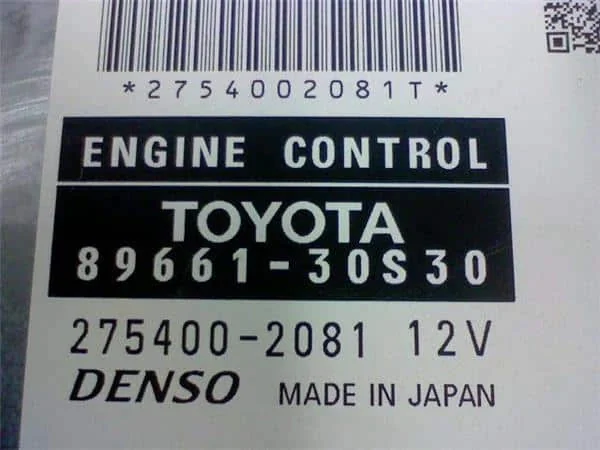 *2754002081T*
ENGINE CONTROL
TOYOTA
89661-30S30
275400-2081 12V
DENSO MADE IN JAPAN